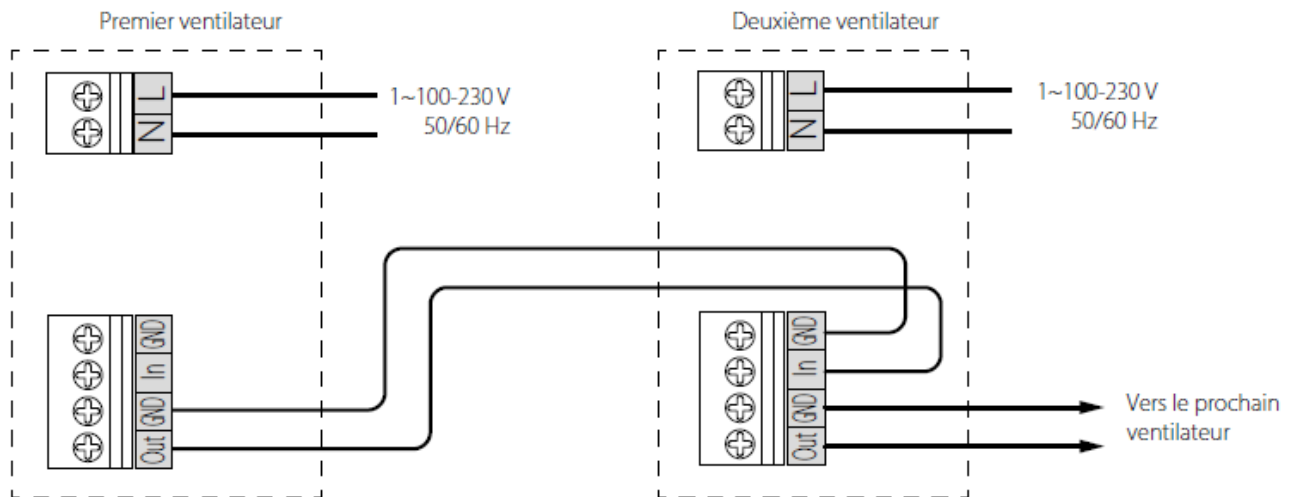 Premier ventilateur
Deuxième ventilateur
L
N
1~100-230 V
50/60 Hz
L
N
1~100-230 V
50/60 Hz
GND
In
GND
Out
GND
In
GND
Out
Vers le prochain
ventilateur